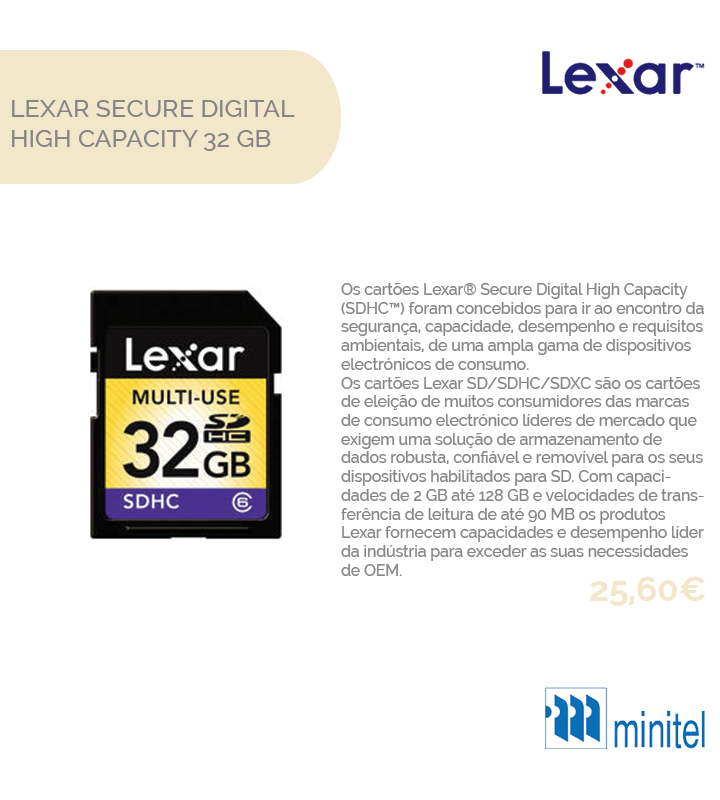 Lexar™
LEXAR SECURE DIGITAL
HIGH CAPACITY 32 GB
Lexar
MULTI-USE
32GB
SDHC
6
Os cartões Lexar® Secure Digital High Capacity
(SDHC™) foram concebidos para ir ao encontro da
segurança, capacidade, desempenho e requisitos
ambientais, de uma ampla gama de dispositivos
electrónicos de consumo.
Os cartões Lexar SD/SDHC/SDXC são os cartões
de eleição de muitos consumidores das marcas
de consumo electrónico líderes de mercado que
exigem uma solução de armazenamento de
dados robusta, confiável e removível para os seus
dispositivos habilitados para SD. Com capaci-
dades de 2 GB até 128 GB e velocidades de trans-
ferência de leitura de até 90 MB os produtos
Lexar fornecem capacidades e desempenho líder
da indústria para exceder as suas necessidades
de OEM.
25,60€
minitel